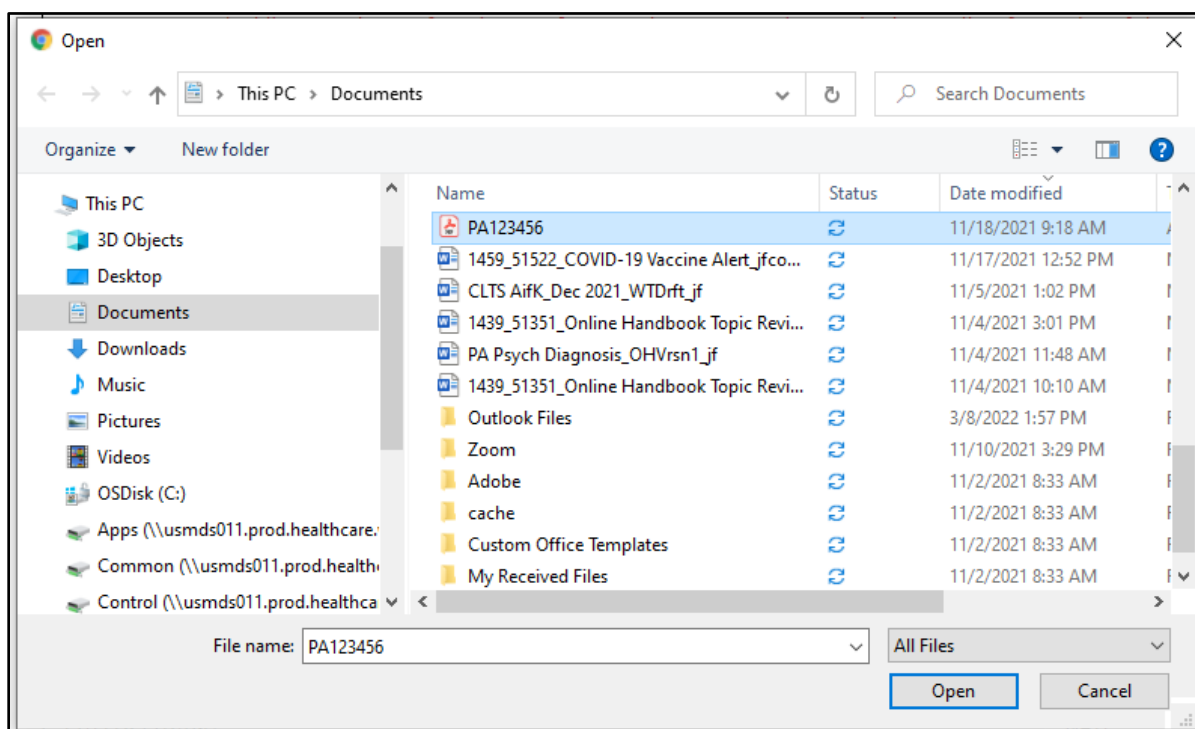 Open
This PC > Documents
Search Documents
Organize
New folder
This PC
3D Objects
Desktop
Documents
Downloads
Music
Pictures
Videos
OSDisk (C:)
Apps (\\usmds011.prod.healthcare.
Common (\\usmds011.prod.health
Control (\\usmds011.prod.healthca
Name Status Date modified
PA123456 11/18/2021 9:18 AM
1459_51522_COVID-19 Vaccine Alert_jfco... 11/17/2021 12:52 PM
CLTS AifK_Dec 2021_WTDrft_jf 11/5/2021 1:02 PM
1439_51351_Online Handbook Topic Revi... 11/4/2021 3:01 PM
PA Psych Diagnosis_OHVrsn1_jf 11/4/2021 11:48 AM
1439_51351_Online Handbook Topic Revi... 11/4/2021 10:10 AM
Outlook Files 3/8/2022 1:57 PM
Zoom 11/10/2021 3:29 PM
Adobe 11/2/2021 8:33 AM
cache 11/2/2021 8:33 AM
Custom Office Templates 11/2/2021 8:33 AM
My Received Files 11/2/2021 8:33 AM
File name: PA123456
All Files
Open
Cancel